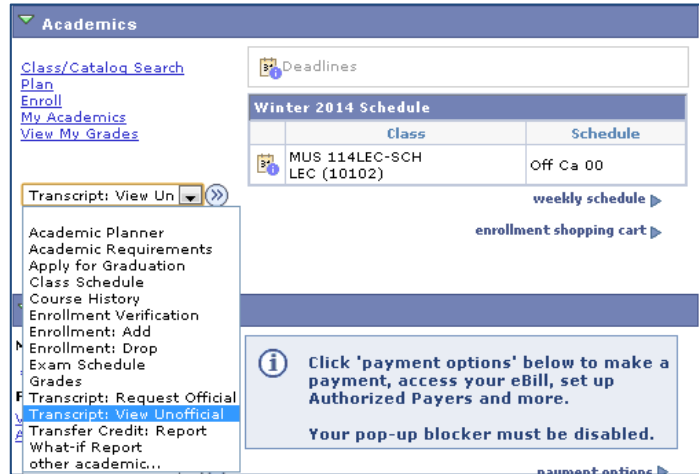 Academics
Class/Catalog Search
Plan
Enroll
My Academics
View My Grades
Deadlines
Winter 2014 Schedule
Class Schedule
MUS 114LEC-SCH
LEC (10102)
Off Ca 00
weekly schedule
enrollment shopping cart
Transcript: View Un
Academic Planner
Academic Requirements
Apply for Graduation
Class Schedule
Course History
Enrollment Verification
Enrollment: Add
Enrollment: Drop
Exam Schedule
Grades
Transcript: Request Official
Transcript: View Unofficial
Transfer Credit: Report
What-if Report
other academic...
Click 'payment options' below to make a
payment, access your eBill, set up
Authorized Payers and more.
Your pop-up blocker must be disabled.
payment options